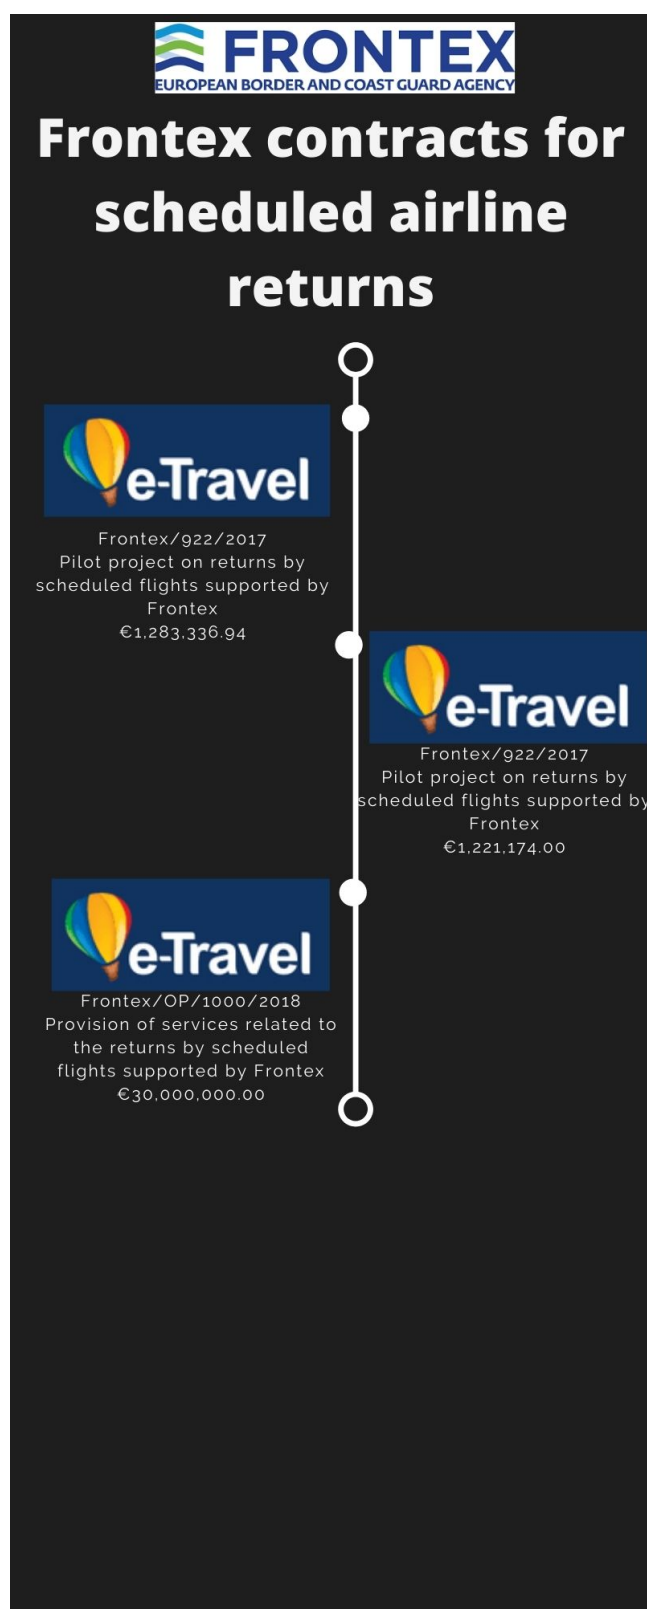 FRONTEX
EUROPEAN BORDER AND COAST GUARD AGENCY
Frontex contracts for
scheduled airline
returns
e-Travel
Frontex/922/2017
Pilot project on returns by
scheduled flights supported by
Frontex
€1,283,336.94
e-Travel
Frontex/922/2017
Pilot project on returns by
scheduled flights supported by
Frontex
€1,221,174.00
e-Travel
Frontex/OP/1000/2018
Provision of services related to
the returns by scheduled
flights supported by Frontex
€30,000,000.00